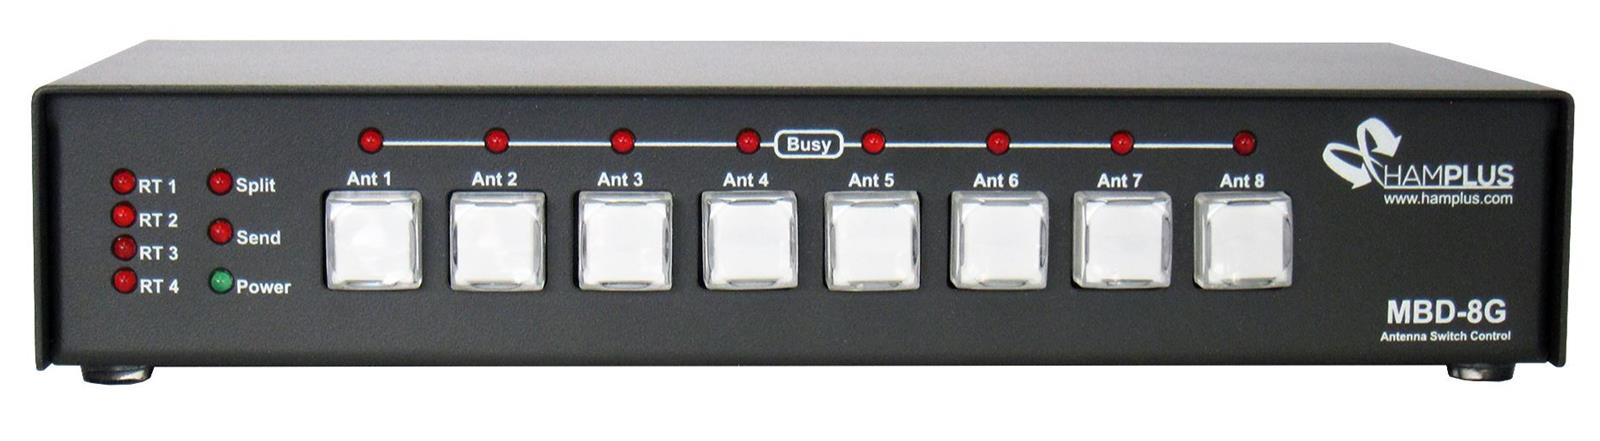 Busy
Ant 1 Ant 2 Ant 3 Ant 4 Ant 5 Ant 6 Ant 7 Ant 8
RT 1
RT 2
RT 3
RT 4
Split
Send
Power
HAMPLUS
www.hamplus.com
MBD-8G
Antenna Switch Control